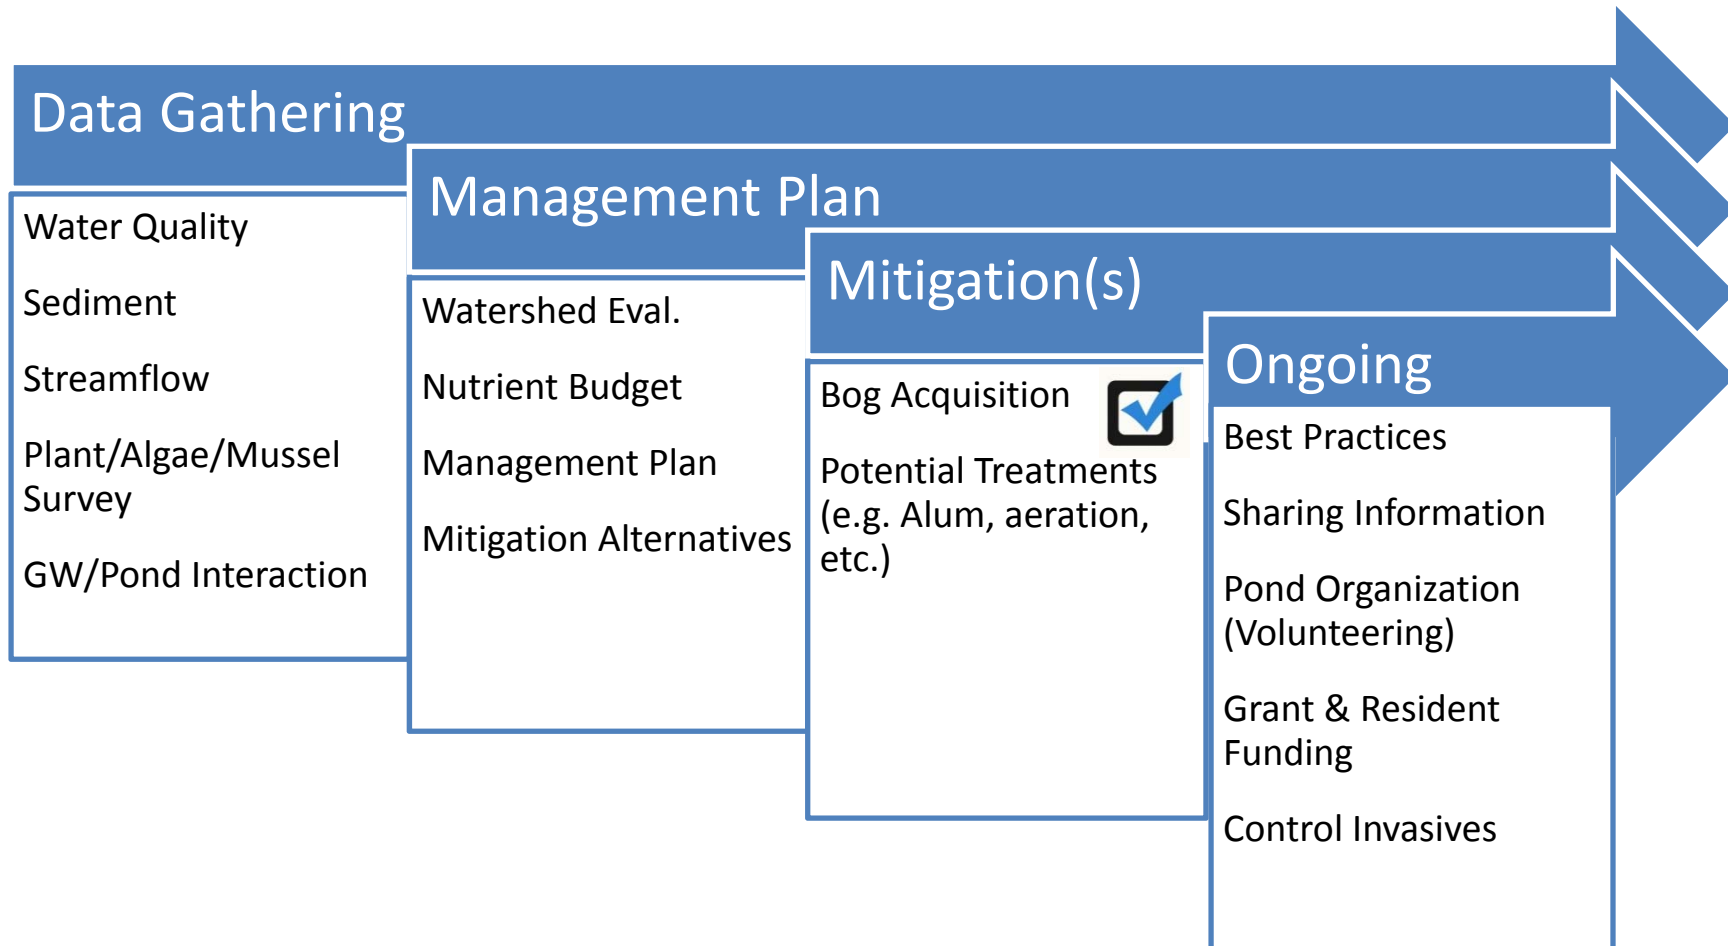 Data Gathering
Water Quality
Sediment
Streamflow
Plant/Algae/Mussel
Survey
GW/Pond Interaction
Management Plan
Watershed Eval.
Nutrient Budget
Management Plan
Mitigation Alternatives
Mitigation(s)
Bog Acquisition
Potential Treatments
(e.g. Alum, aeration,
etc.)
Ongoing
Best Practices
Sharing Information
Pond Organization
(Volunteering)
Grant & Resident
Funding
Control Invasives